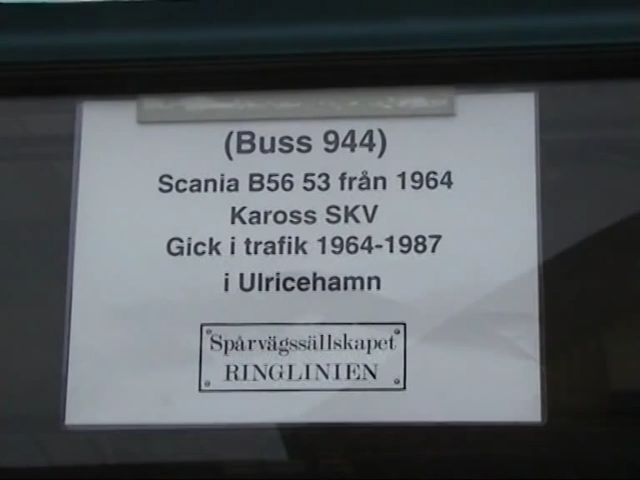 (Buss 944)
Scania B56 53 från 1964
Kaross SKV
Gick i trafik 1964-1987
i Ulricehamn
Spårvägssällskapet
RINGLINIEN